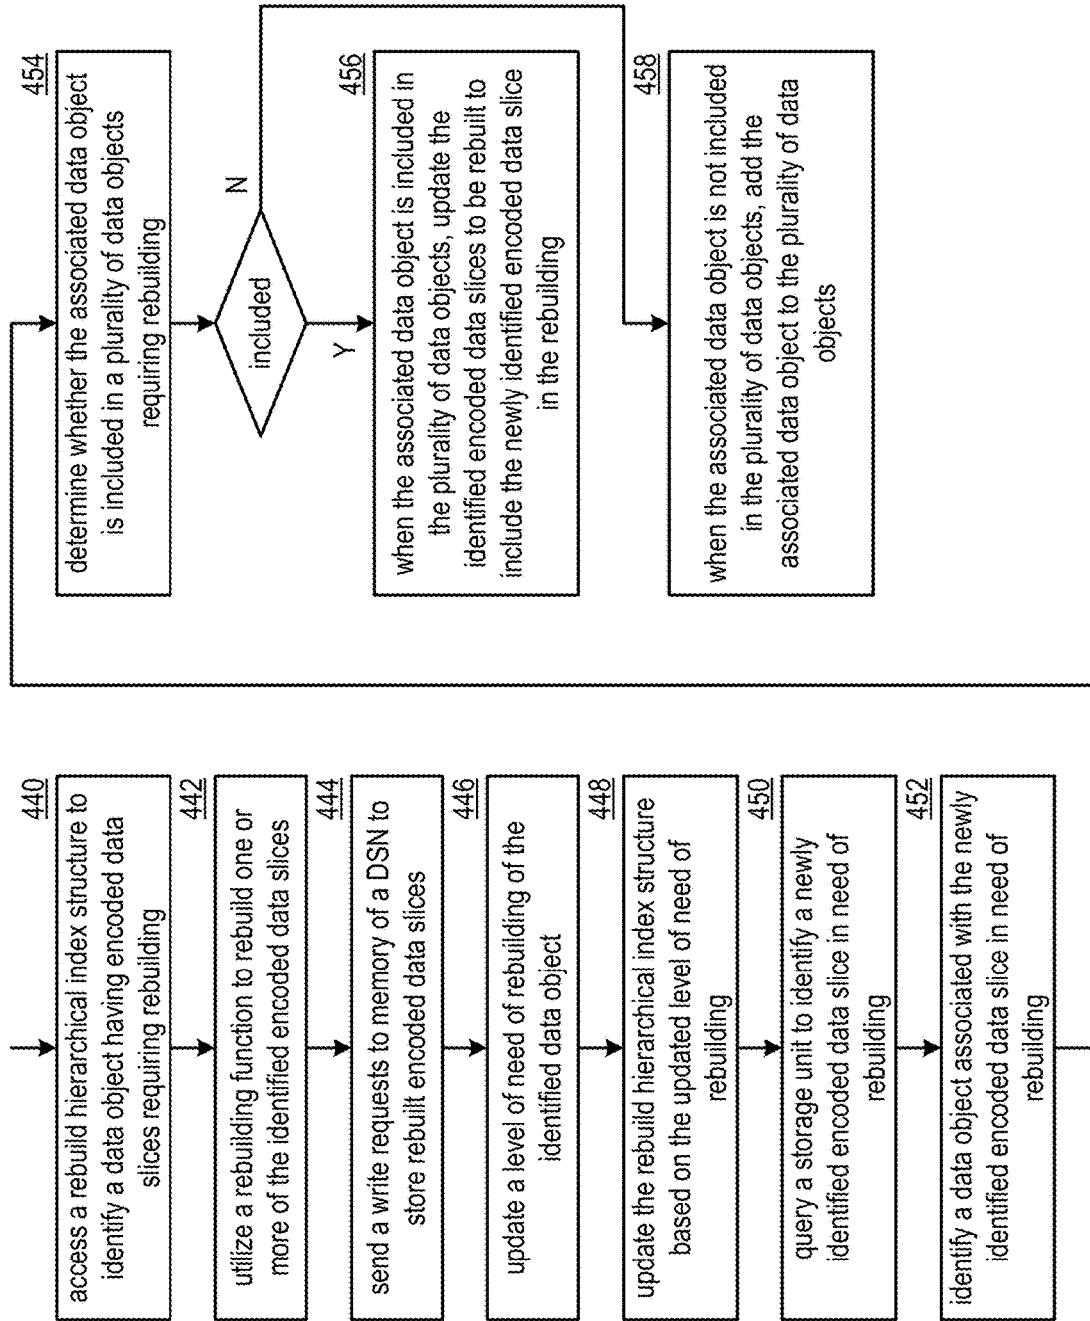 440
access a rebuild hierarchical index structure to
identify a data object having encoded data
slices requiring rebuilding
442
utilize a rebuilding function to rebuild one or
more of the identified encoded data slices
444
send a write requests to memory of a DSN to
store rebuilt encoded data slices
446
update a level of need of rebuilding of the
identified data object
448
update the rebuild hierarchical index structure
based on the updated level of need of
rebuilding
450
query a storage unit to identify a newly
identified encoded data slice in need of
rebuilding
452
identify a data object associated with the newly
identified encoded data slice in need of
rebuilding
454
determine whether the associated data object
is included in a plurality of data objects
requiring rebuilding
included
N
Y
456
when the associated data object is included in
the plurality of data objects, update the
identified encoded data slices to be rebuilt to
include the newly identified encoded data slice
in the rebuilding
458
when the associated data object is not included
in the plurality of data objects, add the
associated data object to the plurality of data
objects